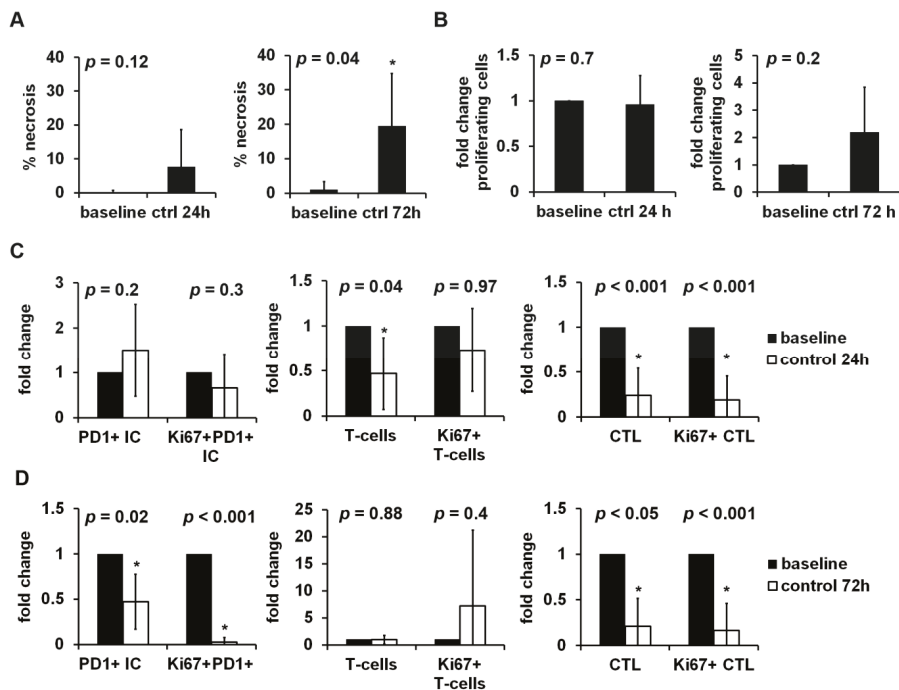 A
B
p = 0.12
p = 0.04
*
p = 0.7
p = 0.2
% necrosis
40
30
20
10
0
baseline ctrl 24h
% necrosis
40
30
20
10
0
baseline ctrl 72h
fold change
proliferating cells
1.5
1
0.5
0
baseline ctrl 24 h
fold change
proliferating cells
5
4
3
2
1
0
baseline ctrl 72 h
C
p = 0.2
p = 0.3
fold change
3
2
1
0
PD1+ IC
Ki67+PD1+
IC
p = 0.04
p = 0.97
fold change
1.5
1
0.5
0
*
T-cells
Ki67+
T-cells
p < 0.001
p < 0.001
fold change
1.5
1
0.5
0
*
*
CTL
Ki67+ CTL
baseline
control 24h
D
p = 0.02
p < 0.001
fold change
1.5
1
0.5
0
*
*
PD1+ IC
Ki67+PD1+
p = 0.88
p = 0.4
fold change
25
20
15
10
5
0
T-cells
Ki67+
T-cells
p < 0.05
p < 0.001
fold change
1.5
1
0.5
0
*
*
CTL
Ki67+ CTL
baseline
control 72h